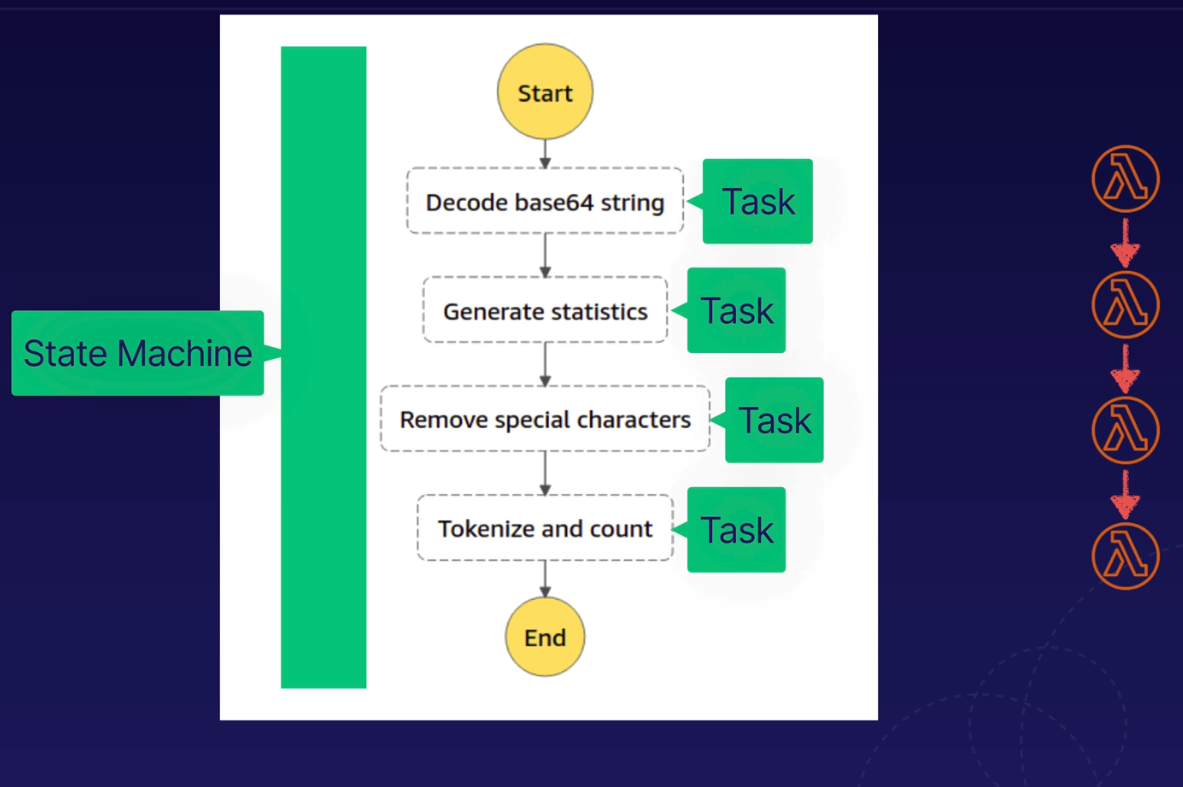 Start
Decode base64 string
Task
Generate statistics
Task
State Machine
Remove special characters
Task
Tokenize and count
Task
End